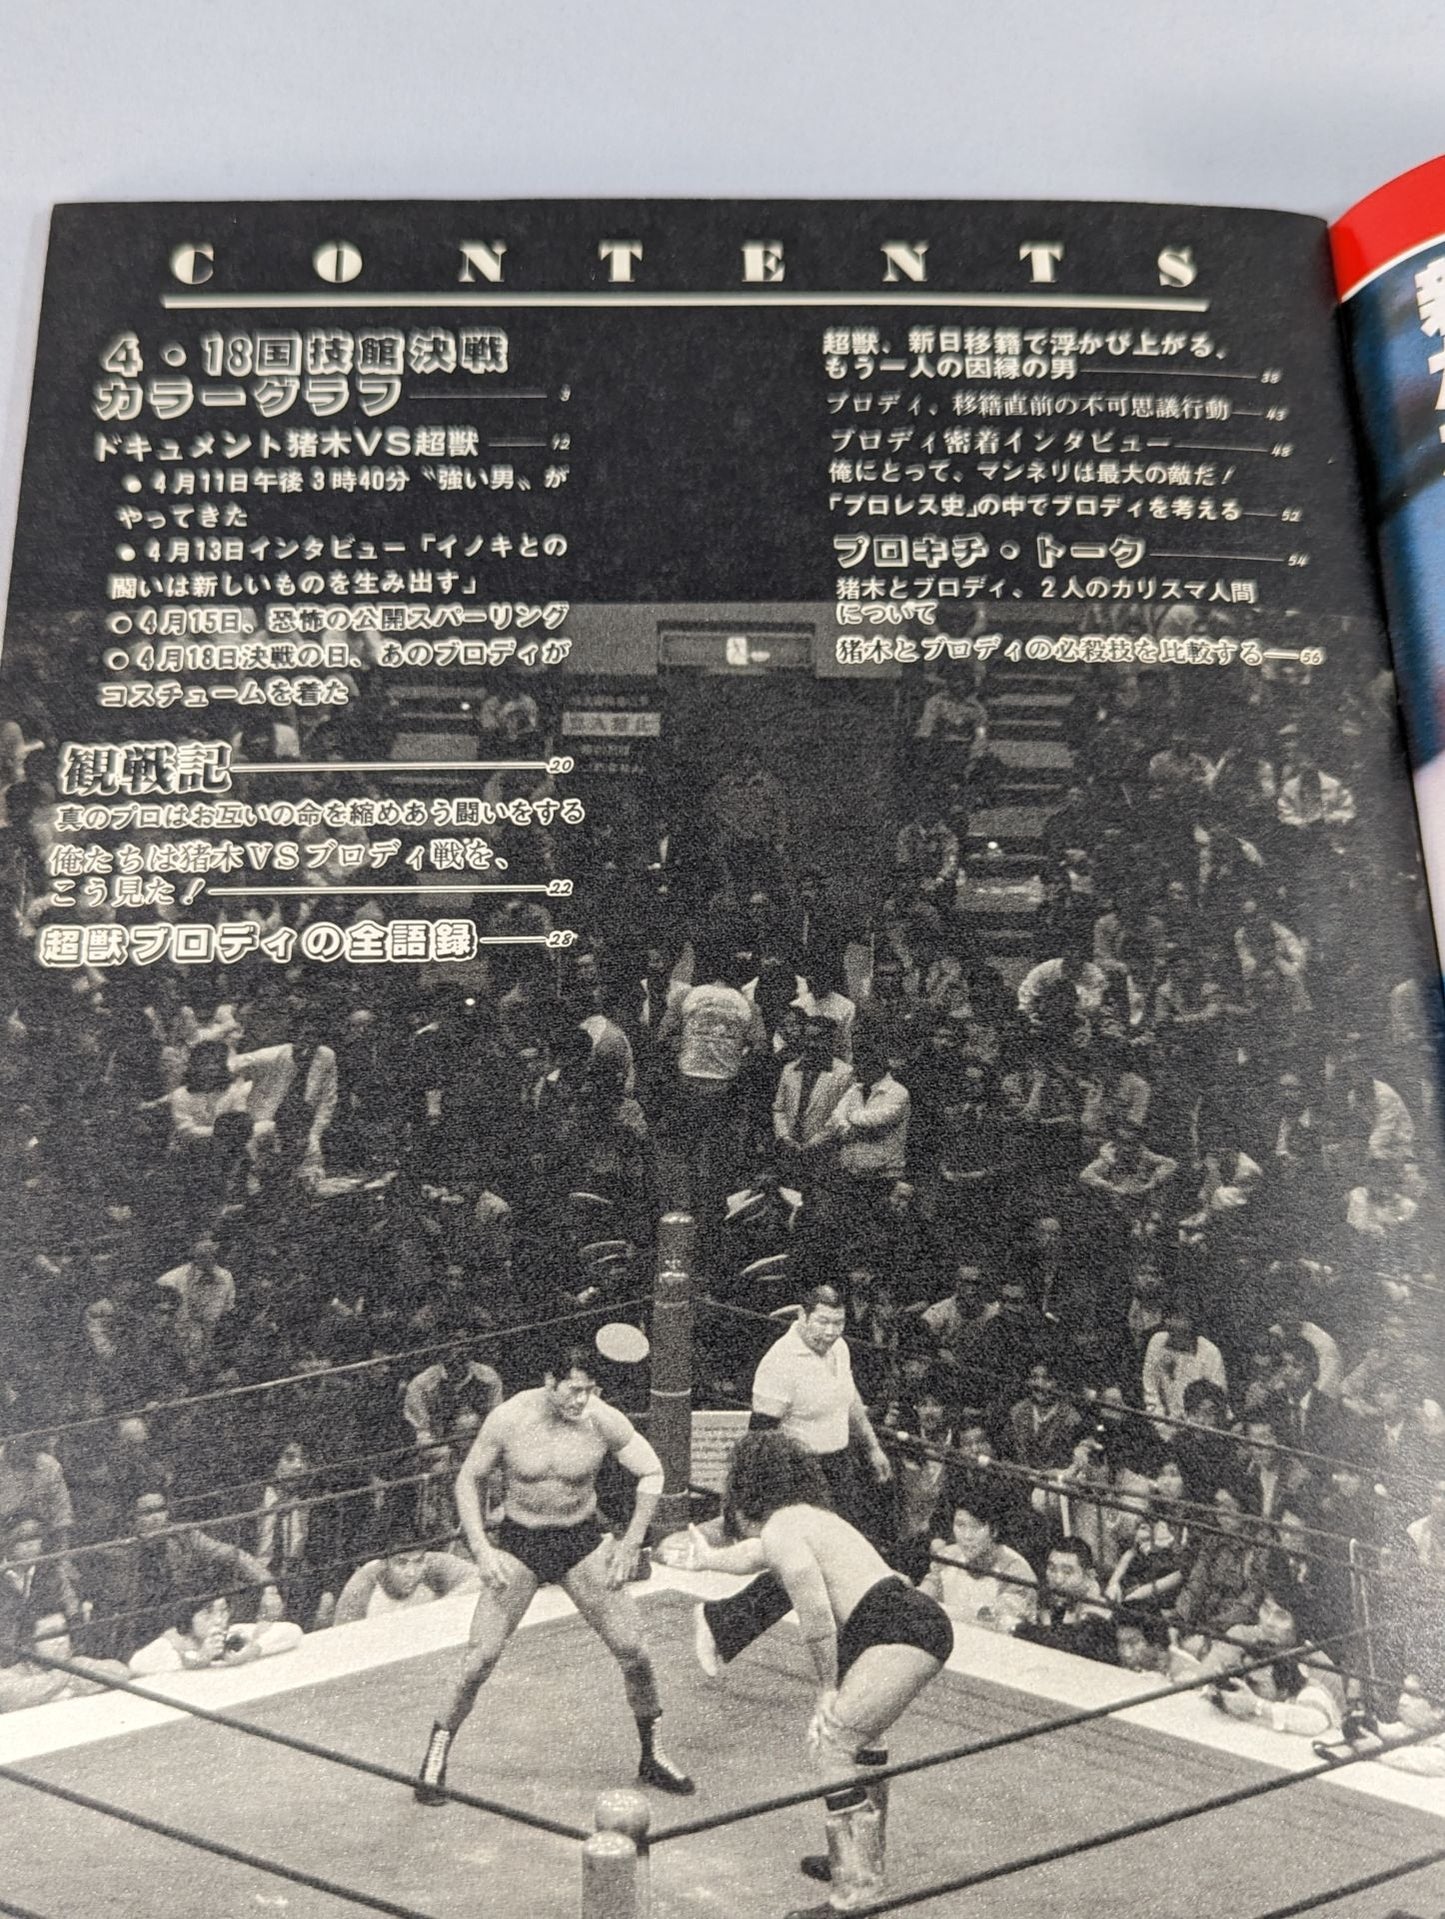 CONTENTS
4・18国技館決戦
カラーグラフ 3
ドキュメント猪木VS超獣 12
●4月11日午後3時40分〝強い男〟が
やってきた
●4月13日インタビュー「イノキとの
闘いは新しいものを生み出す」
○4月15日、恐怖の公開スパーリング
○4月18日決戦の日、あのブロディが
コスチュームを着た
観戦記 20
真のプロはお互いの命を縮めあう闘いをする
俺たちは猪木VSブロディ戦を、
こう見た! 22
超獣ブロディの全語録 28
超獣、新日移籍で浮かび上がる、
もう一人の因縁の男 38
ブロディ、移籍直前の不可思議行動 43
ブロディ密着インタビュー 48
俺にとって、マンネリは最大の敵だ!
「プロレス史」の中でブロディを考える 52
プロキチ・トーク 54
猪木とブロディ、2人のカリスマ人間
について
猪木とブロディの必殺技を比較する 56